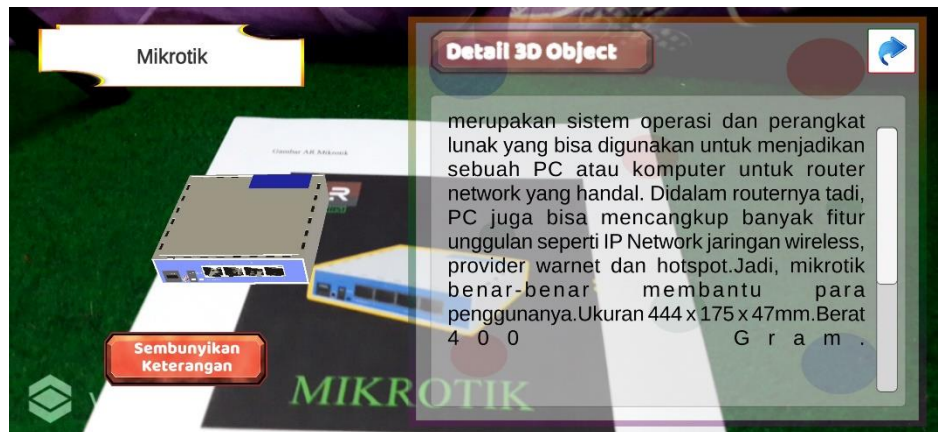 Mikrotik
Detail 3D Object
merupakan sistem operasi dan perangkat
lunak yang bisa digunakan untuk menjadikan
sebuah PC atau komputer untuk router
network yang handal. Didalam routernya tadi,
PC juga bisa mencangkup banyak fitur
unggulan seperti IP Network jaringan wireless,
provider warnet dan hotspot.Jadi, mikrotik
benar-benar membantu para
penggunanya.Ukuran 444 x 175 x 47mm.Berat
400 Gram.
Gambar AR Mikrotik
Sembunyikan
Keterangan
MIKROTIK